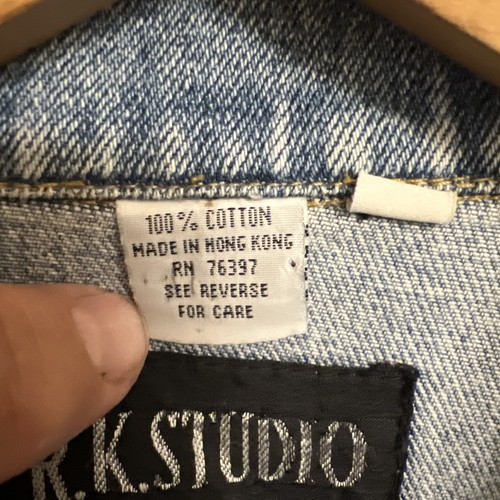 100% COTTON
MADE IN HONG KONG
RN 76397
SEE REVERSE
FOR CARE
R.K.STUDIO